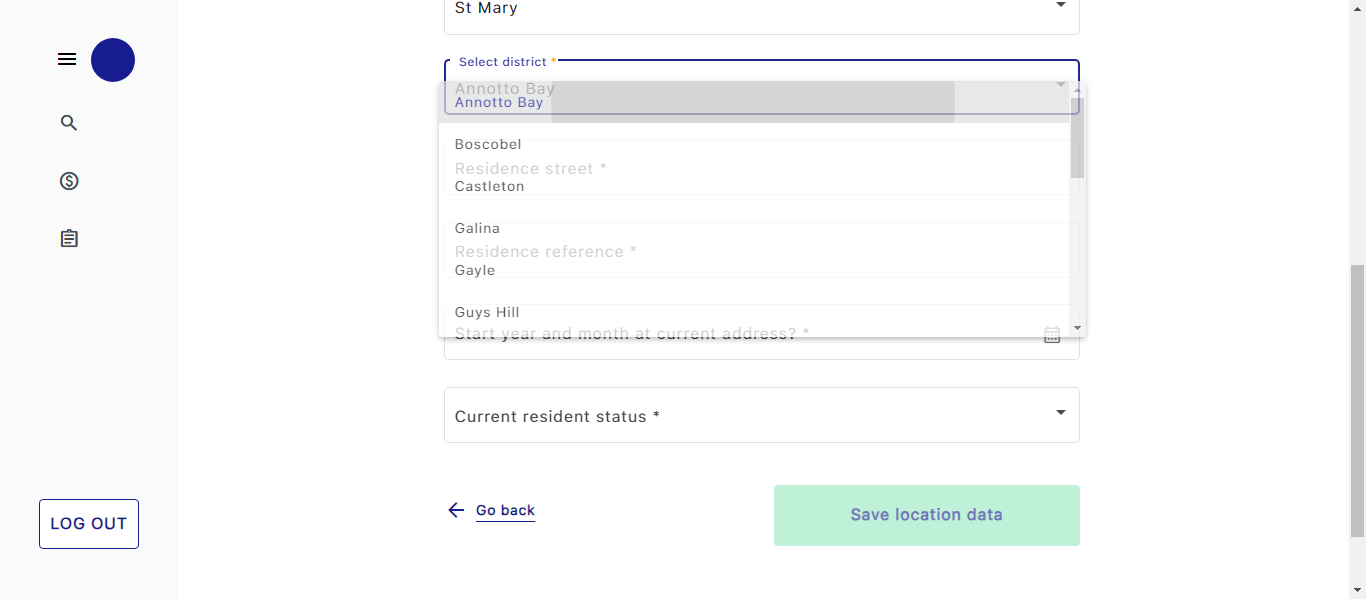 St Mary
Select district *
Annotto Bay
Annotto Bay
Boscobel
Residence street *
Castleton
Galina
Residence reference *
Gayle
Guys Hill
Start year and month at current address? *
Current resident status *
Go back
Save location data
LOG OUT